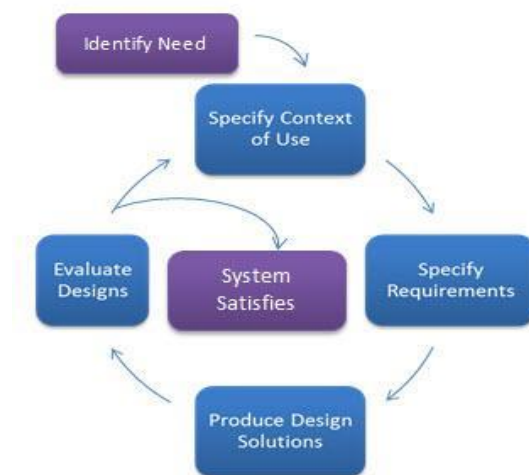 Identify Need
Specify Context
of Use
Evaluate
Designs
System
Satisfies
Specify
Requirements
Produce Design
Solutions